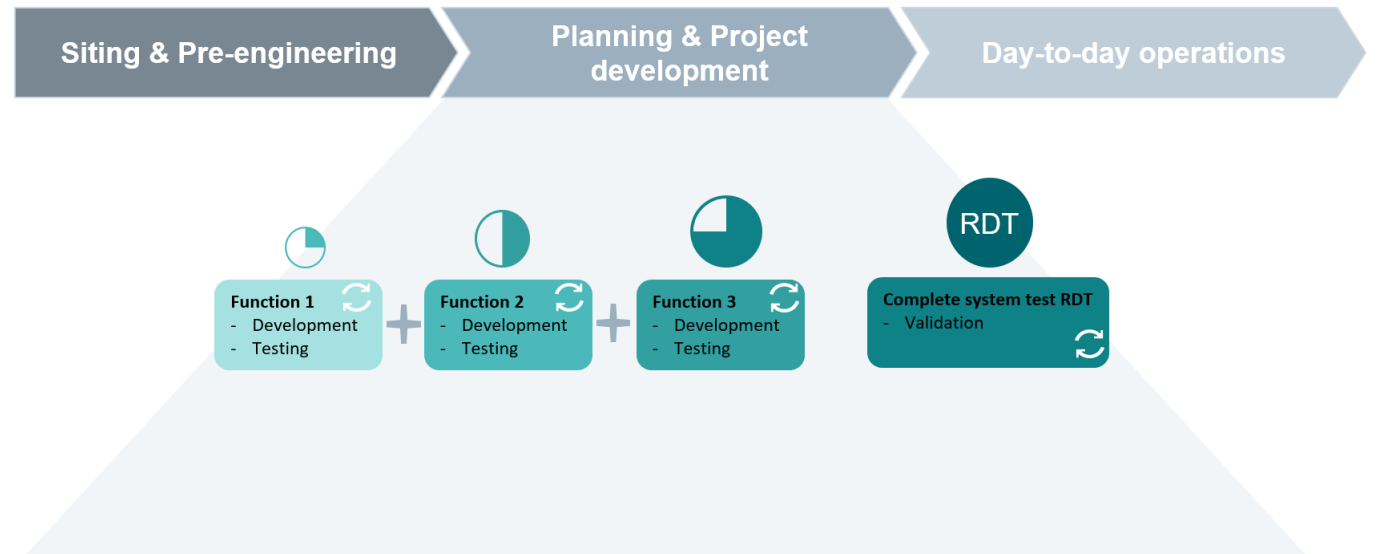 Siting & Pre-engineering
Planning & Project
development
Day-to-day operations
RDT
Function 1
- Development
- Testing
Function 2
- Development
- Testing
Function 3
- Development
- Testing
Complete system test RDT
- Validation